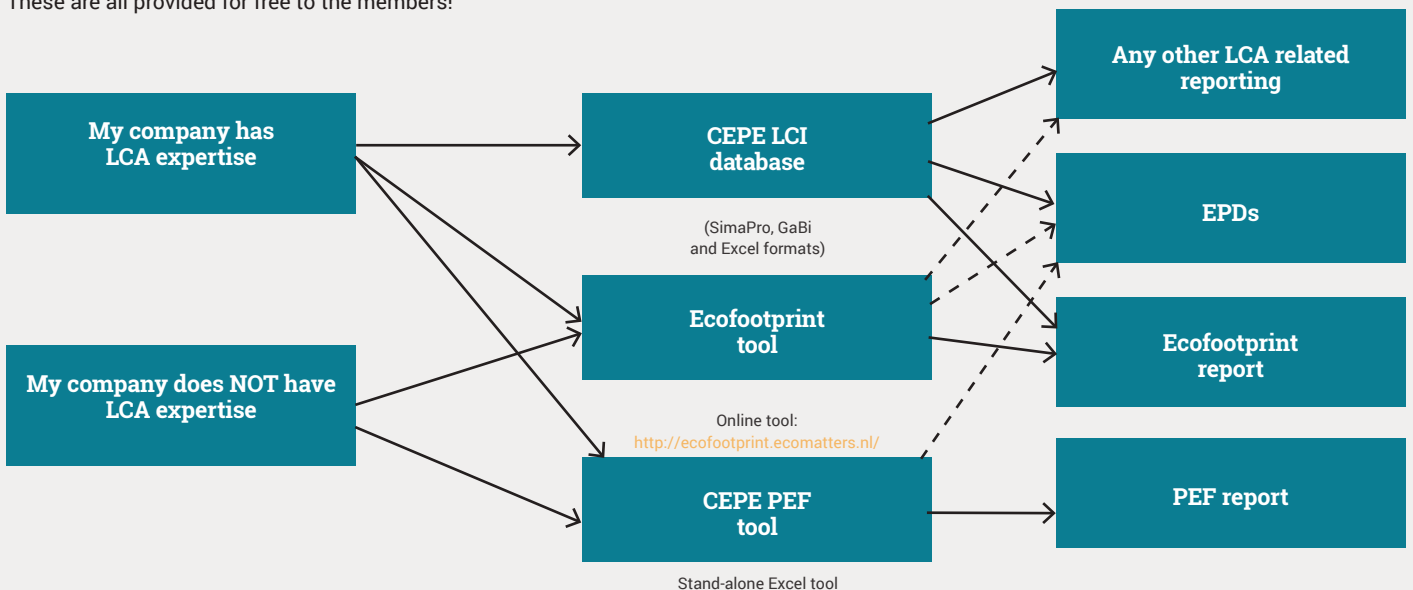 These are all provided for free to the members!
My company has
LCA expertise
My company does NOT have
LCA expertise
CEPE LCI
database
(SimaPro, GaBi
and Excel formats)
Ecofootprint
tool
Online tool:
http://ecofootprint.ecomatters.nl/
CEPE PEF
tool
Stand-alone Excel tool
Any other LCA related
reporting
EPDs
Ecofootprint
report
PEF report